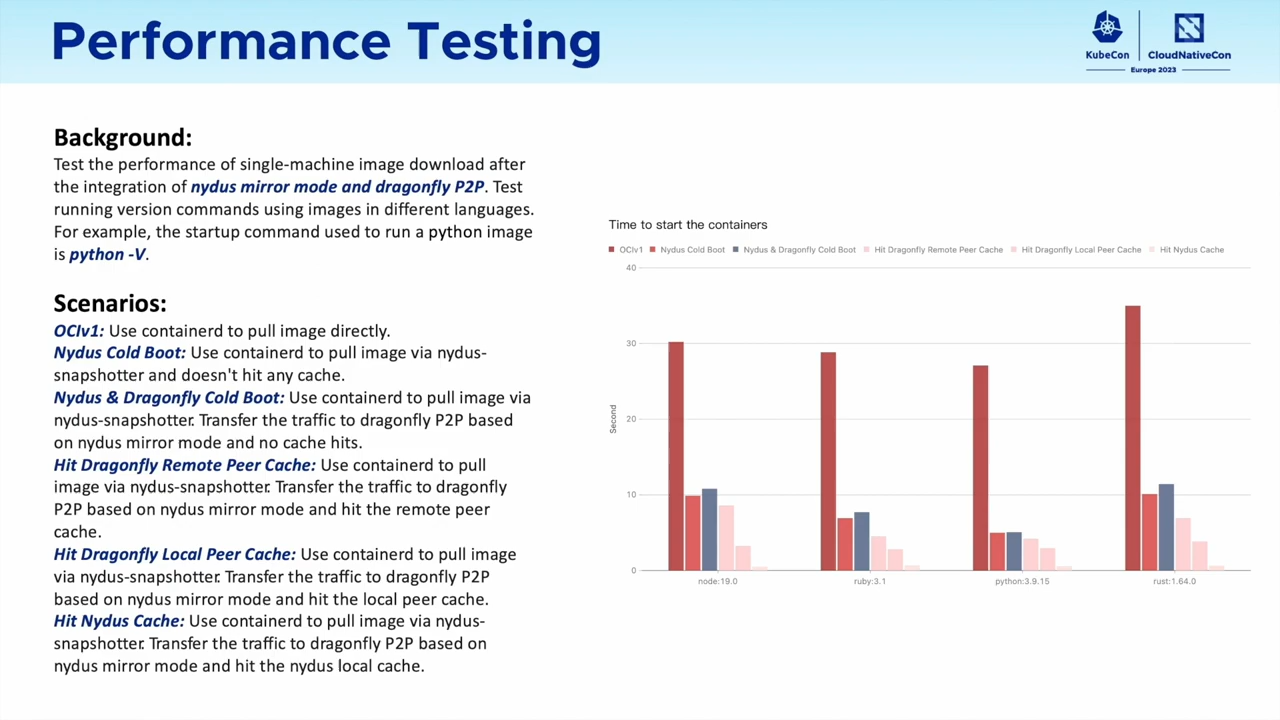 Performance Testing
KubeCon
CloudNativeCon
Europe 2023
Background:
Test the performance of single-machine image download after
the integration of nydus mirror mode and dragonfly P2P. Test
running version commands using images in different languages.
For example, the startup command used to run a python image
is python -V.
Scenarios:
OCIv1: Use containerd to pull image directly.
Nydus Cold Boot: Use containerd to pull image via nydus-
snapshotter and doesn't hit any cache.
Nydus & Dragonfly Cold Boot: Use containerd to pull image via
nydus-snapshotter. Transfer the traffic to dragonfly P2P based
on nydus mirror mode and no cache hits.
Hit Dragonfly Remote Peer Cache: Use containerd to pull
image via nydus-snapshotter. Transfer the traffic to dragonfly
P2P based on nydus mirror mode and hit the remote peer
cache.
Hit Dragonfly Local Peer Cache: Use containerd to pull image
via nydus-snapshotter. Transfer the traffic to dragonfly P2P
based on nydus mirror mode and hit the local peer cache.
Hit Nydus Cache: Use containerd to pull image via nydus-
snapshotter. Transfer the traffic to dragonfly P2P based on
nydus mirror mode and hit the nydus local cache.
Time to start the containers
OCIv1 Nydus Cold Boot Nydus & Dragonfly Cold Boot Hit Dragonfly Remote Peer Cache Hit Dragonfly Local Peer Cache Hit Nydus Cache
40
30
20
10
0
Second
node:19.0 ruby:3.1 python:3.9.15 rust:1.64.0